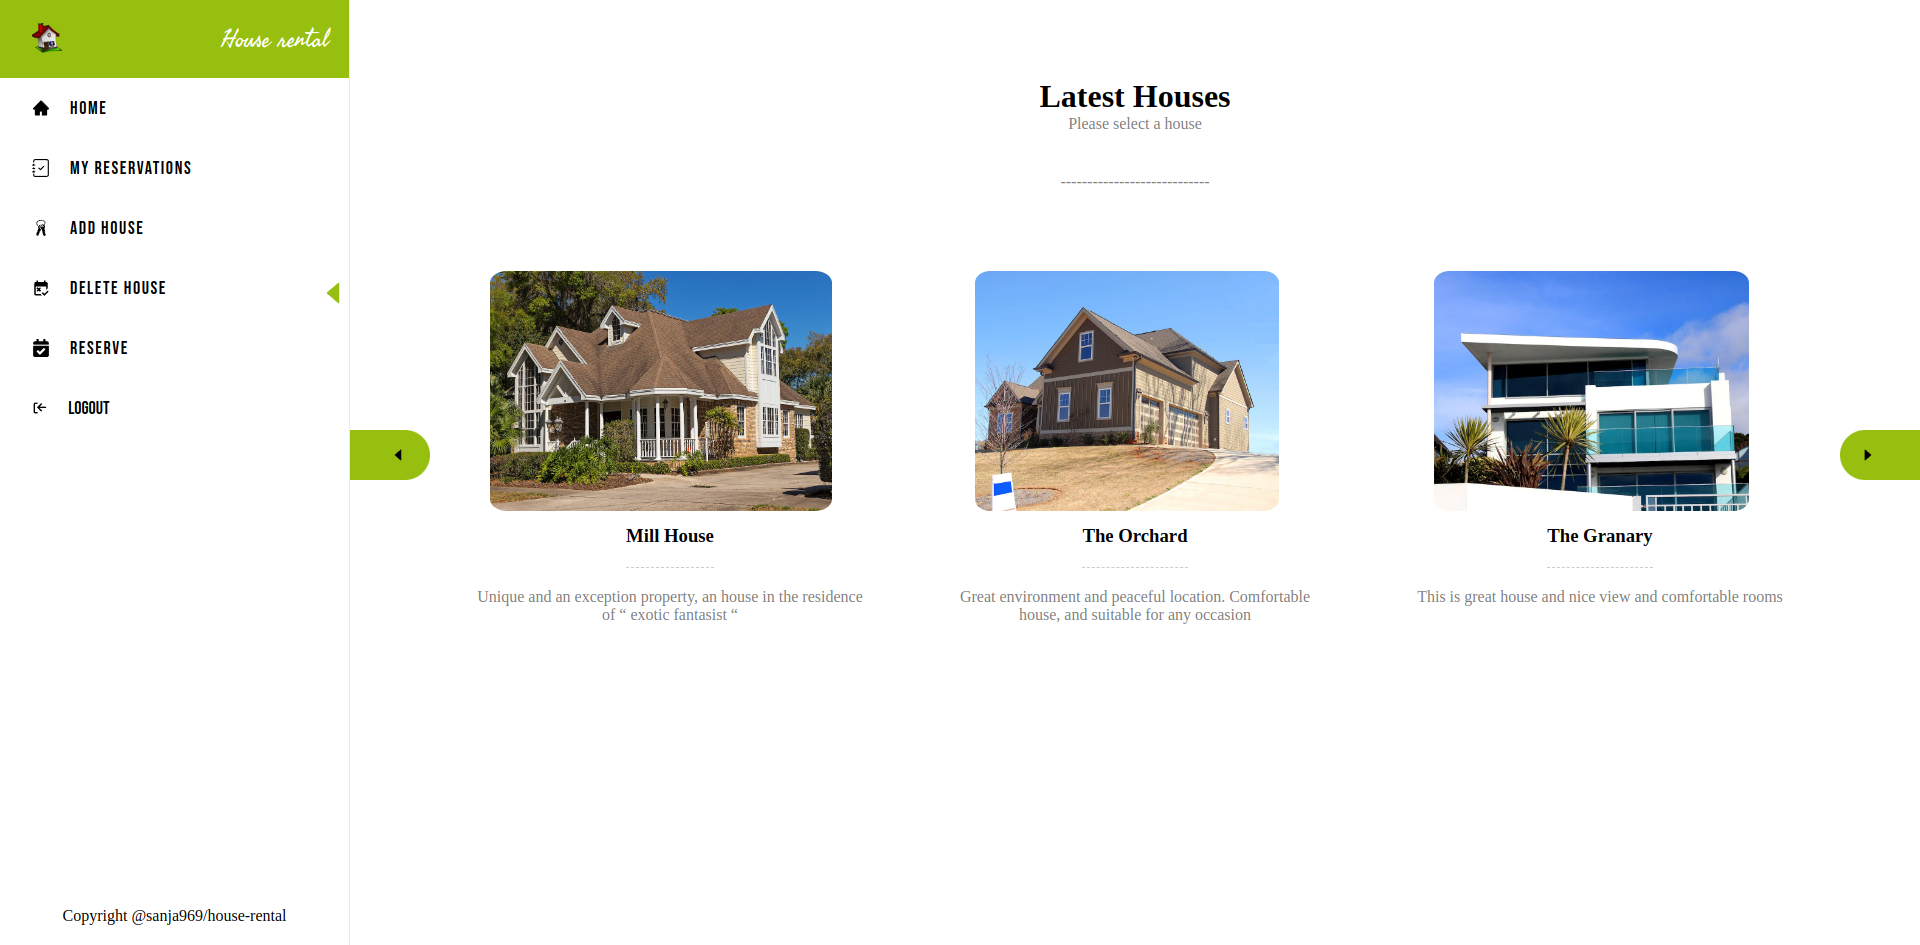 House rental
HOME
MY RESERVATIONS
ADD HOUSE
DELETE HOUSE
RESERVE
LOGOUT
Copyright @sanja969/house-rental
Latest Houses
Please select a house
----------------------------
Mill House
Unique and an exception property, an house in the residence
of “ exotic fantasist “
The Orchard
Great environment and peaceful location. Comfortable
house, and suitable for any occasion
The Granary
This is great house and nice view and comfortable rooms